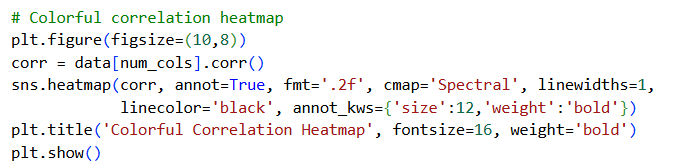 # Colorful correlation heatmap
plt.figure(figsize=(10,8))
corr = data[num_cols].corr()
sns.heatmap(corr, annot=True, fmt='.2f', cmap='Spectral', linewidths=1,
            linecolor='black', annot_kws={'size':12,'weight':'bold'})
plt.title('Colorful Correlation Heatmap', fontsize=16, weight='bold')
plt.show()